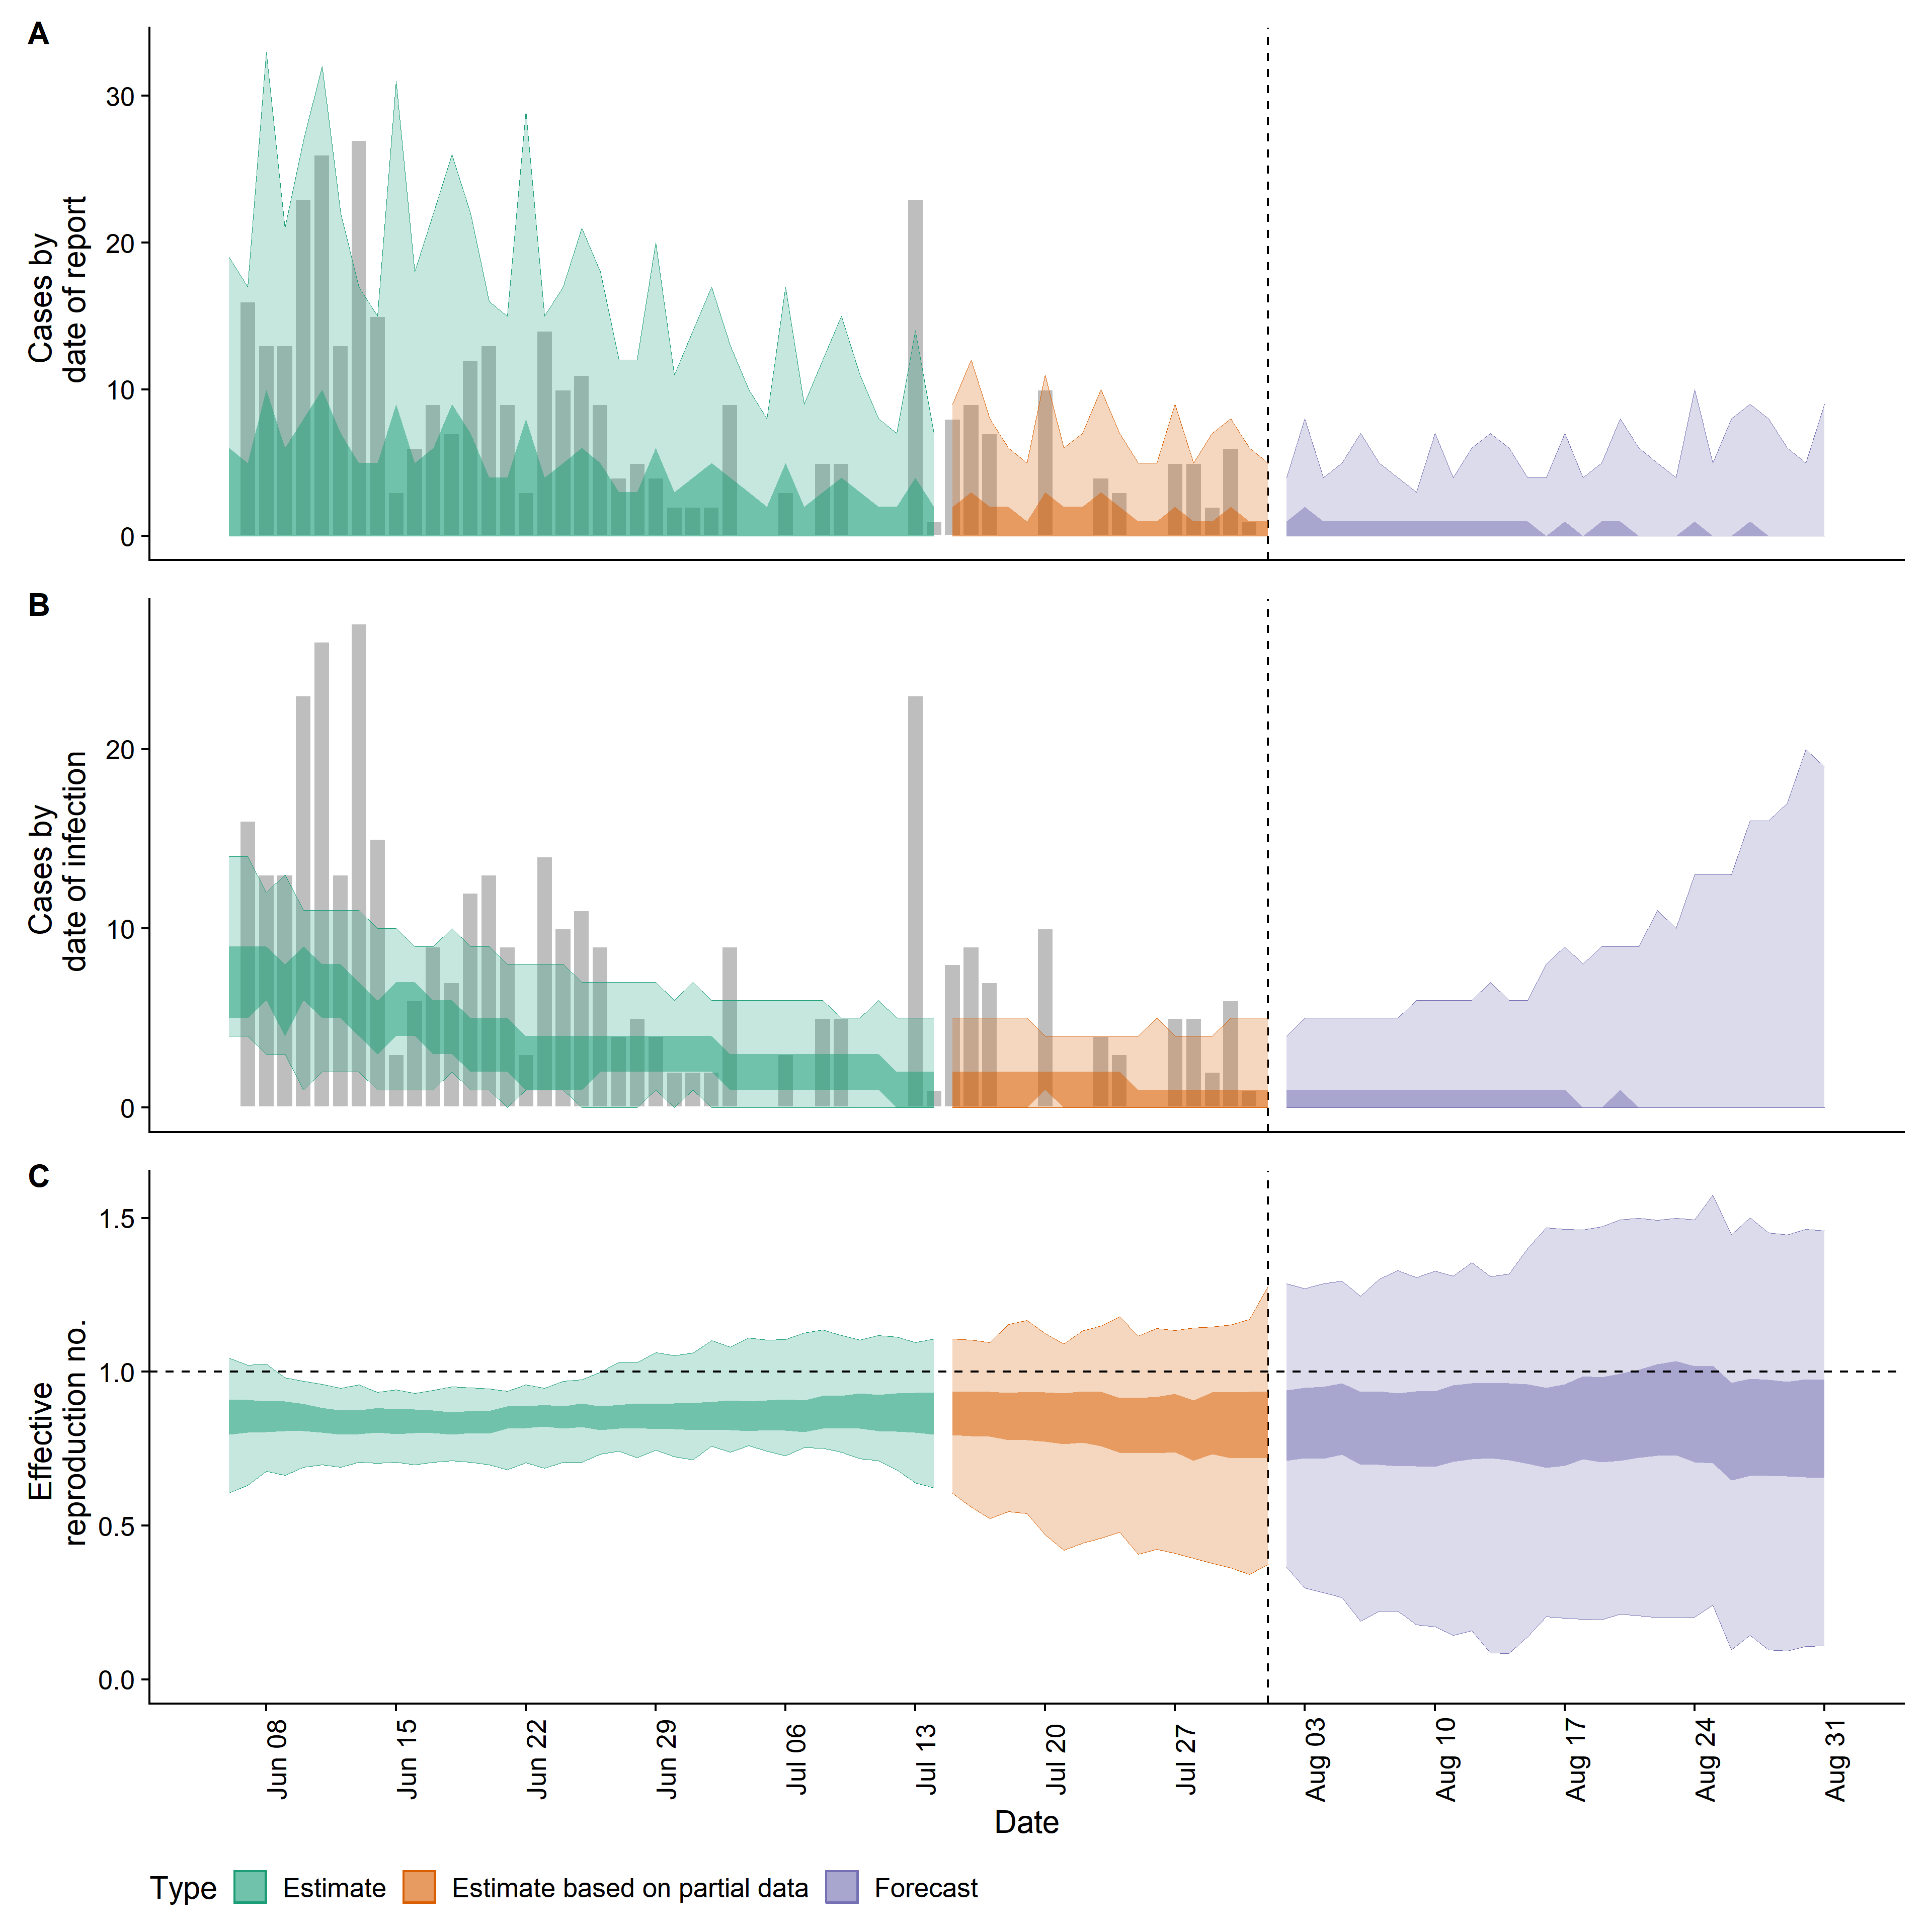 A
30
20
10
0
Cases by
date of report
B
20
10
0
Cases by
date of infection
C
1.5
1.0
0.5
0.0
Effective
reproduction no.
Jun 08
Jun 15
Jun 22
Jun 29
Jul 06
Jul 13
Jul 20
Jul 27
Aug 03
Aug 10
Aug 17
Aug 24
Aug 31
Date
Type Estimate Estimate based on partial data Forecast